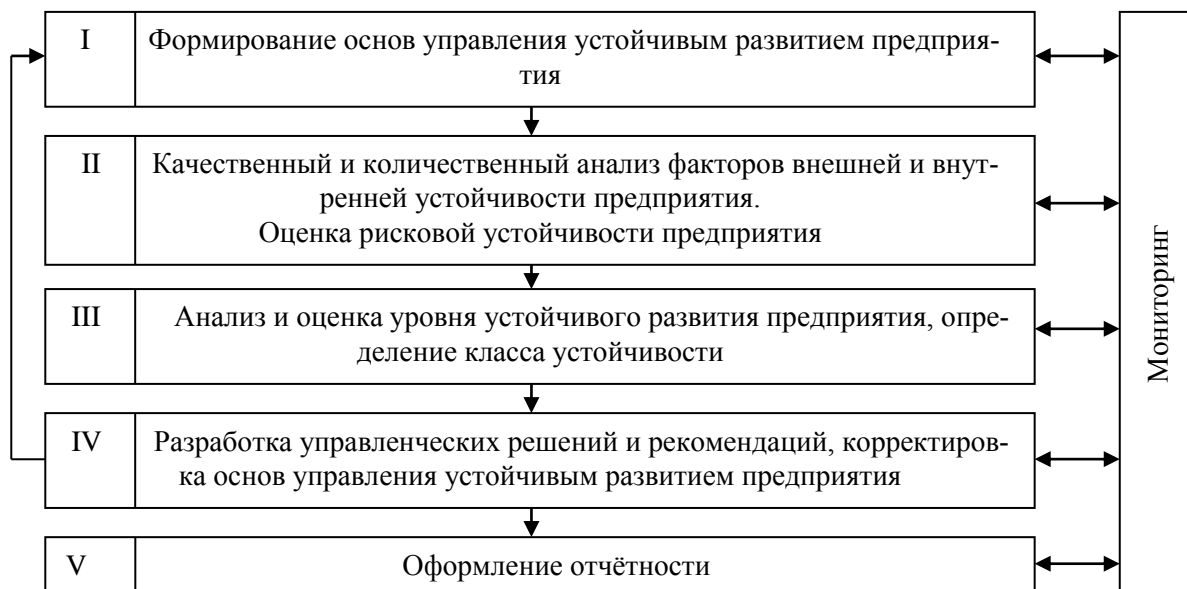 I Формирование основ управления устойчивым развитием предприя-
тия
II Качественный и количественный анализ факторов внешней и внут-
ренней устойчивости предприятия.
Оценка рисковой устойчивости предприятия
III Анализ и оценка уровня устойчивого развития предприятия, опре-
деление класса устойчивости
IV Разработка управленческих решений и рекомендаций, корректиров-
ка основ управления устойчивым развитием предприятия
V Оформление отчётности
Мониторинг